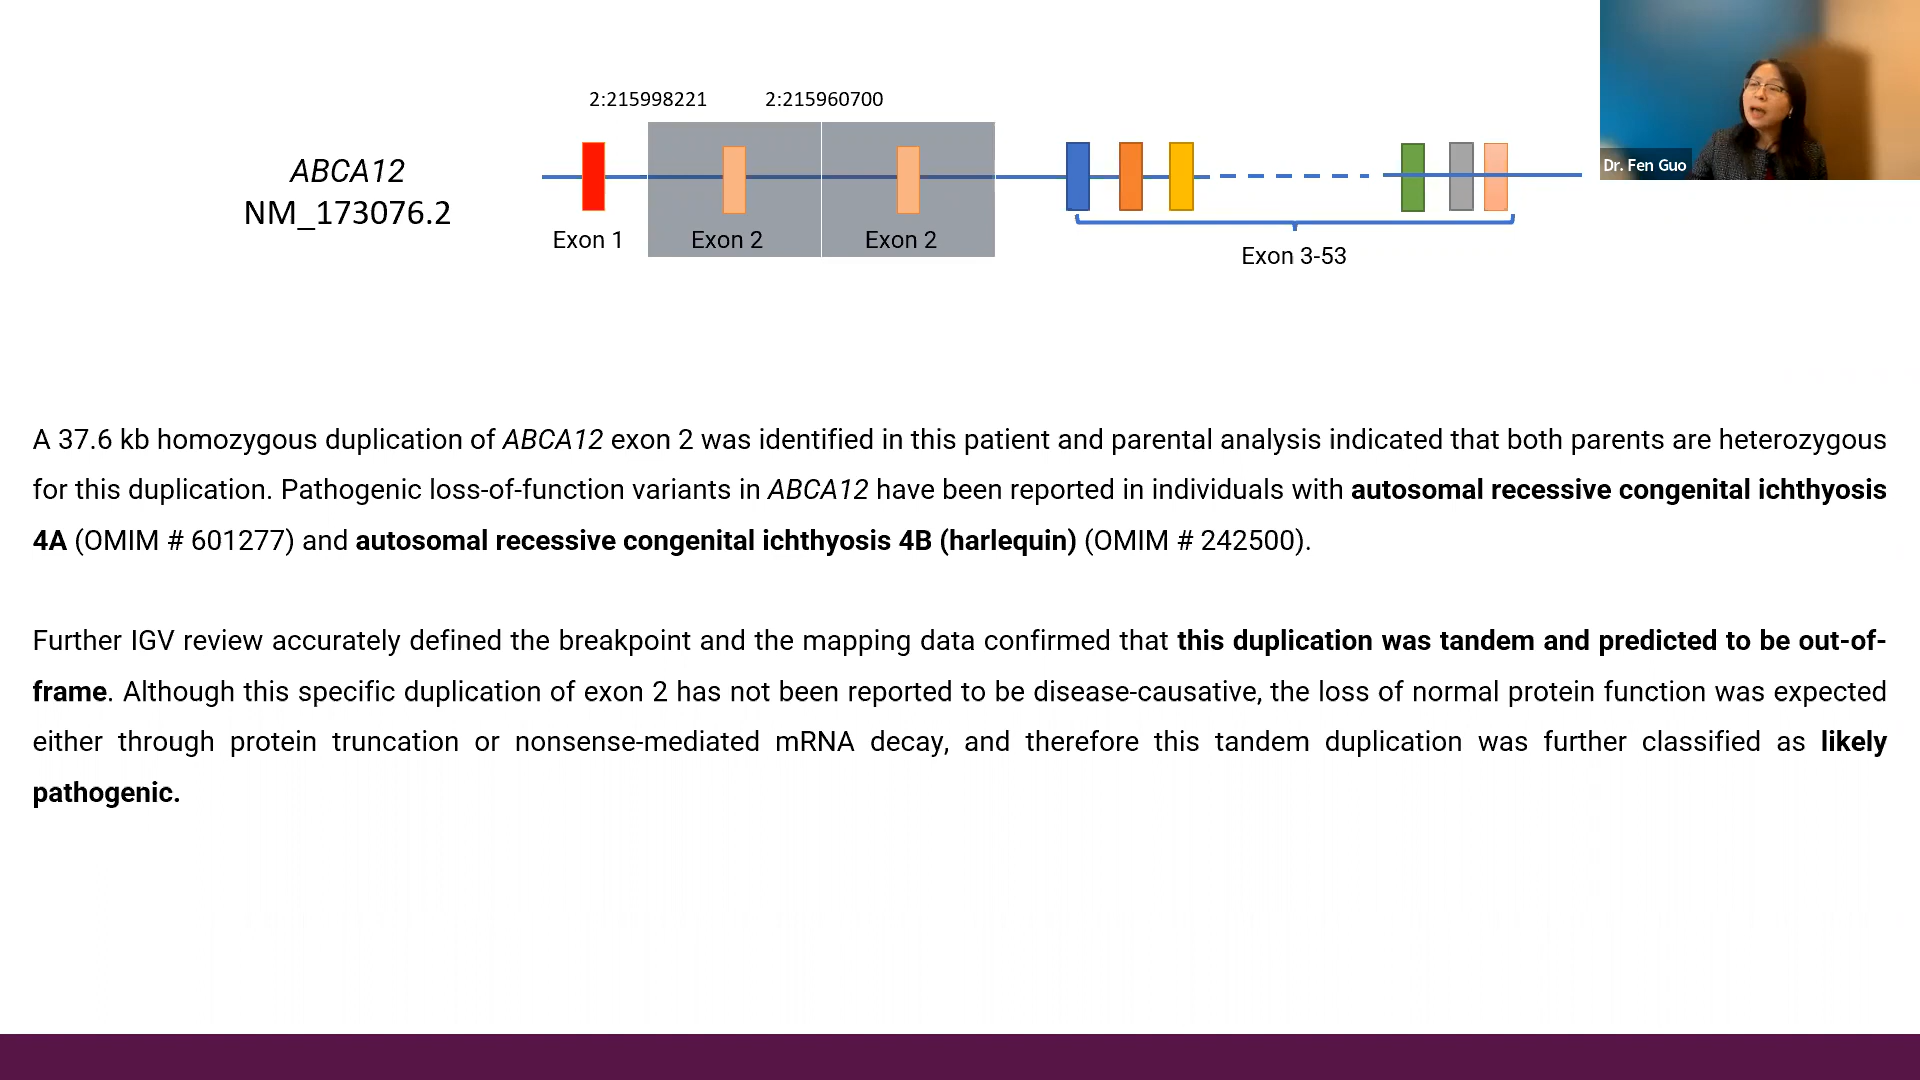 2:215998221 2:215960700
ABCA12
NM_173076.2
Exon 1 Exon 2 Exon 2
Exon 3-53
Dr. Fen Guo
A 37.6 kb homozygous duplication of ABCA12 exon 2 was identified in this patient and parental analysis indicated that both parents are heterozygous
for this duplication. Pathogenic loss-of-function variants in ABCA12 have been reported in individuals with autosomal recessive congenital ichthyosis
4A (OMIM # 601277) and autosomal recessive congenital ichthyosis 4B (harlequin) (OMIM # 242500).
Further IGV review accurately defined the breakpoint and the mapping data confirmed that this duplication was tandem and predicted to be out-of-
frame. Although this specific duplication of exon 2 has not been reported to be disease-causative, the loss of normal protein function was expected
either through protein truncation or nonsense-mediated mRNA decay, and therefore this tandem duplication was further classified as likely
pathogenic.